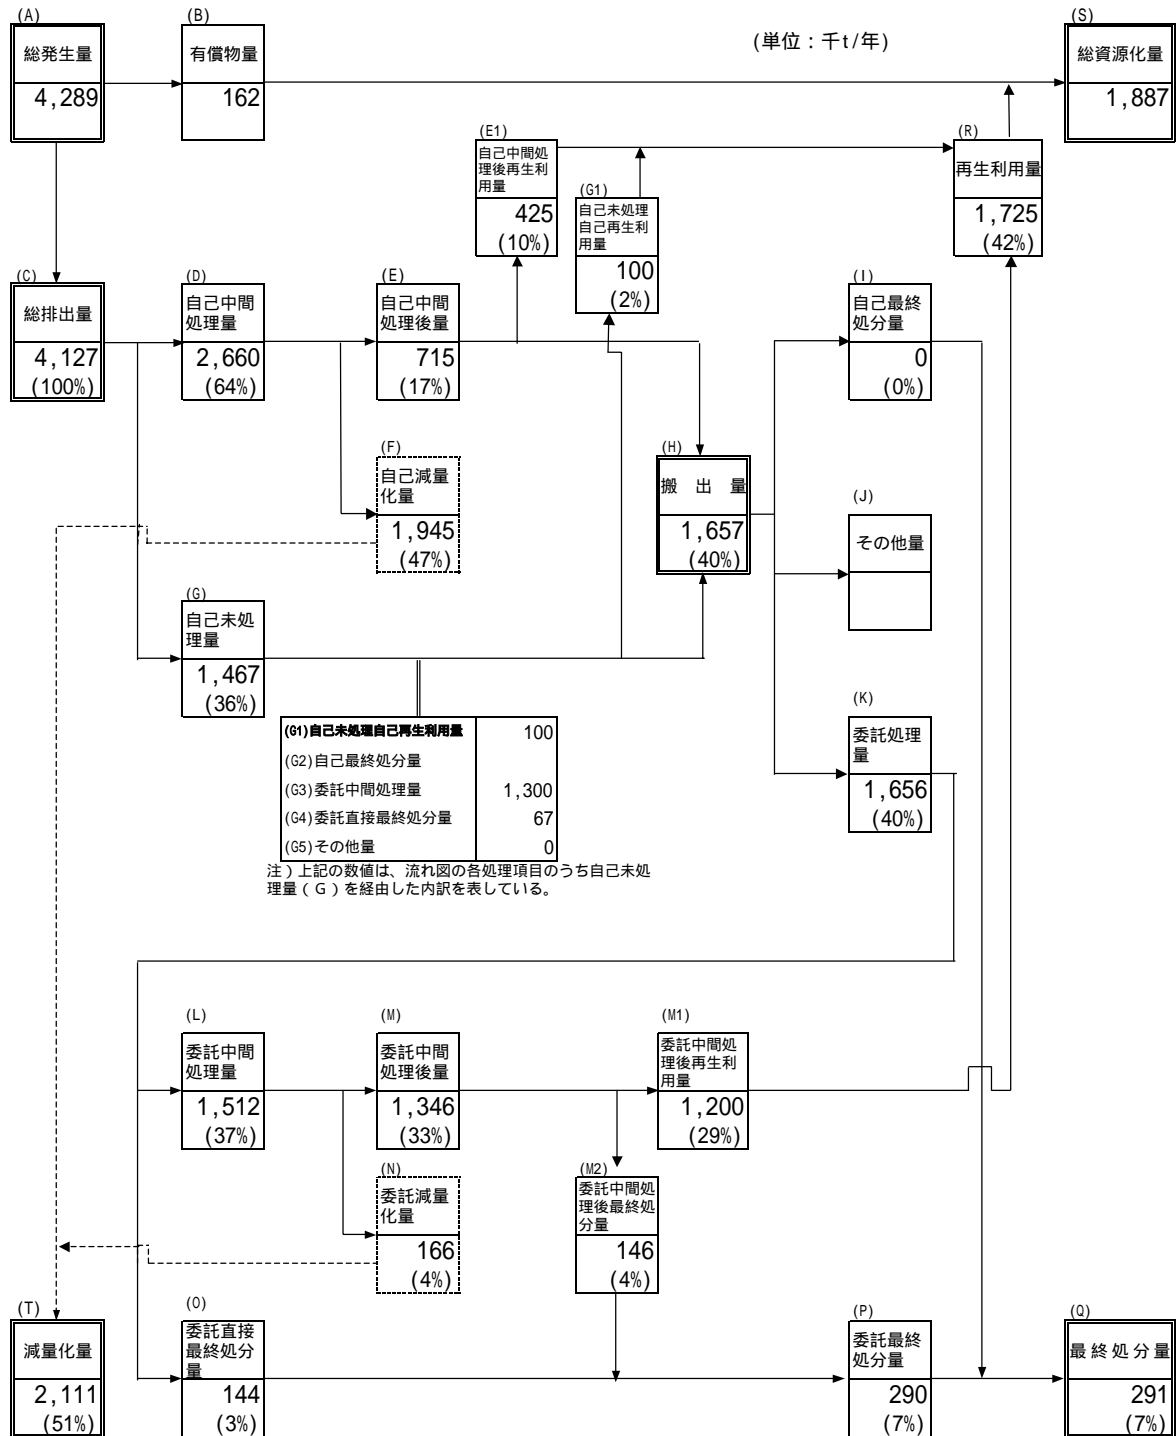 (A)
総発生量
4,289
(B)
有償物量
162
(単位：千t/年)
(S)
総資源化量
1,887
(E1)
自己中間処
理後再生利
用量
425
(10%)
(G1)
自己未処理
自己再生利
用量
100
(2%)
(R)
再生利用量
1,725
(42%)
(C)
総排出量
4,127
(100%)
(D)
自己中間
処理量
2,660
(64%)
(E)
自己中間
処理後量
715
(17%)
(I)
自己最終
処分量
0
(0%)
(F)
自己減量
化量
1,945
(47%)
(H)
搬 出 量
1,657
(40%)
(J)
その他量
(G)
自己未処
理量
1,467
(36%)
(G1)自己未処理自己再生利用量 100
(G2)自己最終処分量
(G3)委託中間処理量 1,300
(G4)委託直接最終処分量 67
(G5)その他量 0
注）上記の数値は、流れ図の各処理項目のうち自己未処
理量（Ｇ）を経由した内訳を表している。
(K)
委託処理
量
1,656
(40%)
(L)
委託中間
処理量
1,512
(37%)
(M)
委託中間
処理後量
1,346
(33%)
(M1)
委託中間処
理後再生利
用量
1,200
(29%)
(N)
委託減量
化量
166
(4%)
(M2)
委託中間処
理後最終処
分量
146
(4%)
(T)
減量化量
2,111
(51%)
(O)
委託直接
最終処分
量
144
(3%)
(P)
委託最終
処分量
290
(7%)
(Q)
最終処分量
291
(7%)